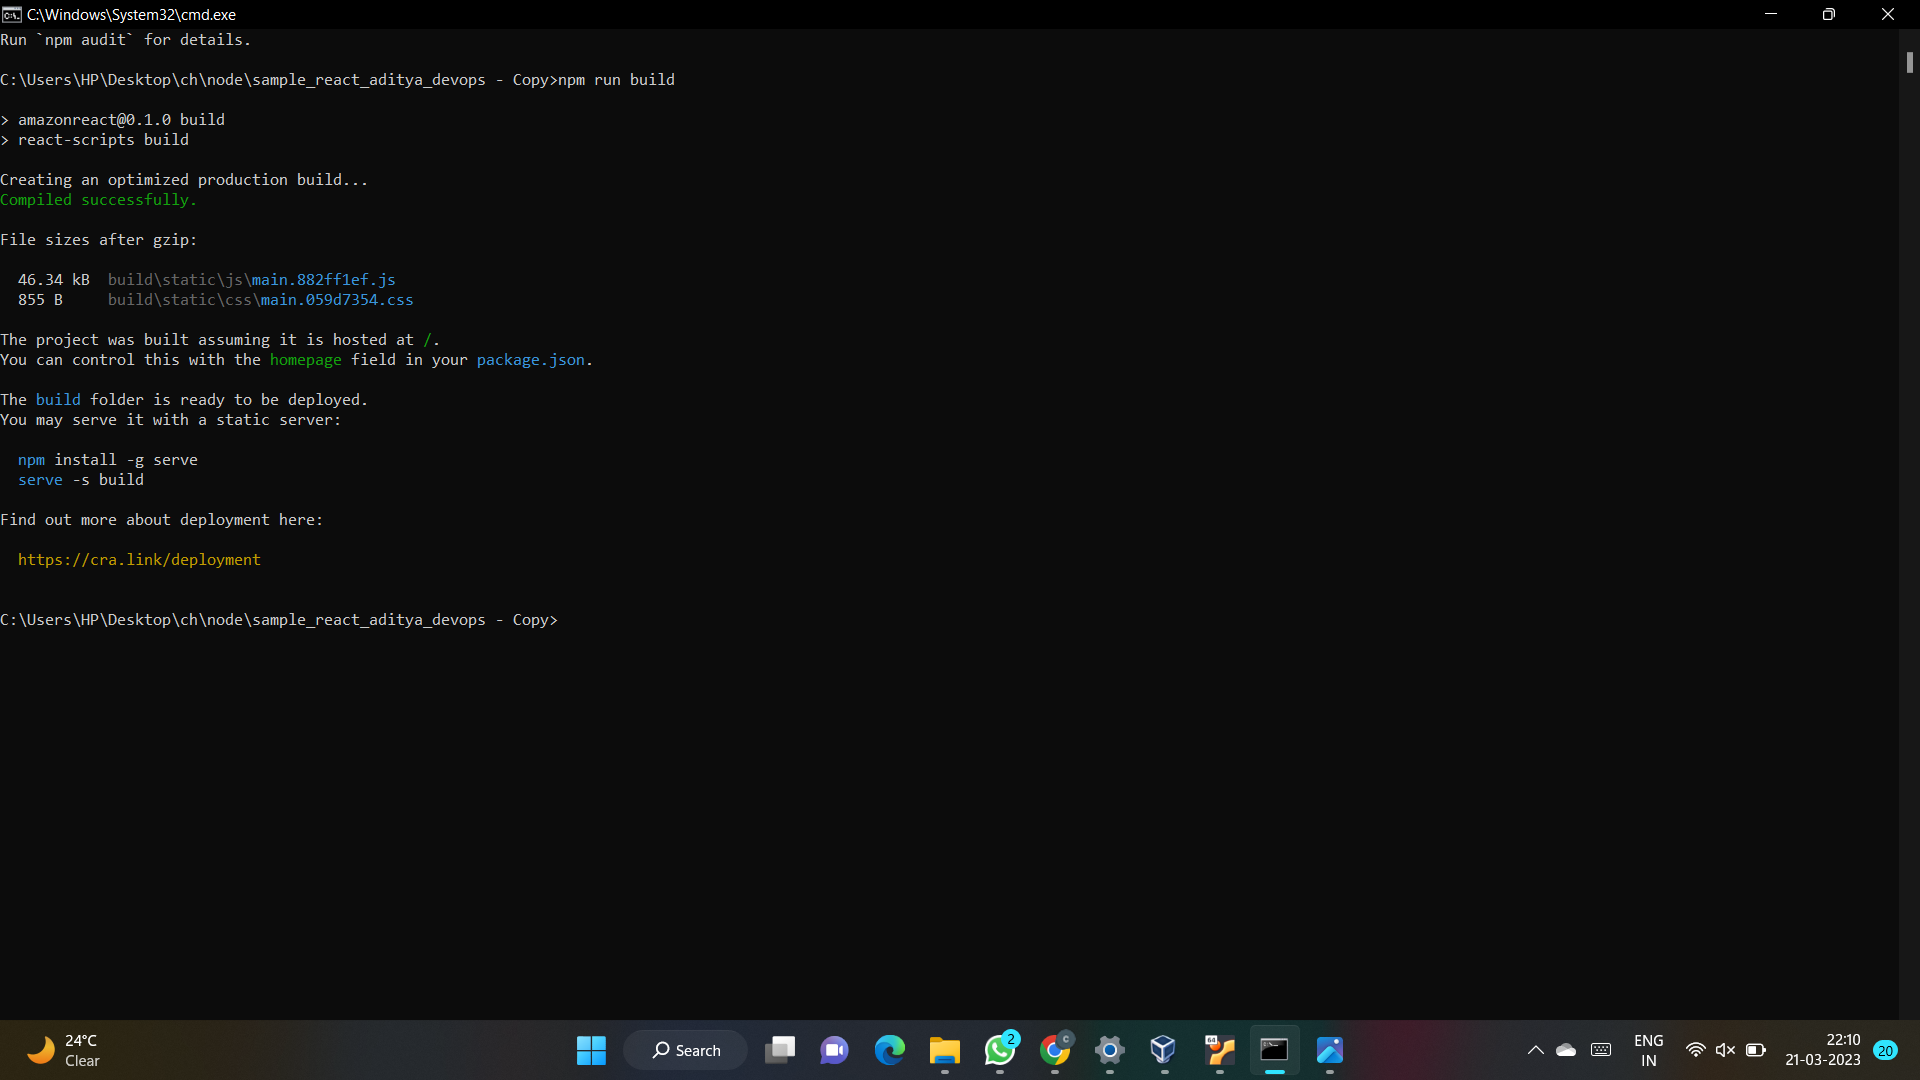 C:\Windows\System32\cmd.exe
Run `npm audit` for details.
C:\Users\HP\Desktop\ch\node\sample_react_aditya_devops - Copy>npm run build
> amazonreact@0.1.0 build
> react-scripts build
Creating an optimized production build...
Compiled successfully.
File sizes after gzip:
46.34 kB  build\static\js\main.882ff1ef.js
855 B     build\static\css\main.059d7354.css
The project was built assuming it is hosted at /.
You can control this with the homepage field in your package.json.
The build folder is ready to be deployed.
You may serve it with a static server:
npm install -g serve
serve -s build
Find out more about deployment here:
https://cra.link/deployment
C:\Users\HP\Desktop\ch\node\sample_react_aditya_devops - Copy>
24°C
Clear
Search
2
C
64
ENG
IN
22:10
21-03-2023
20